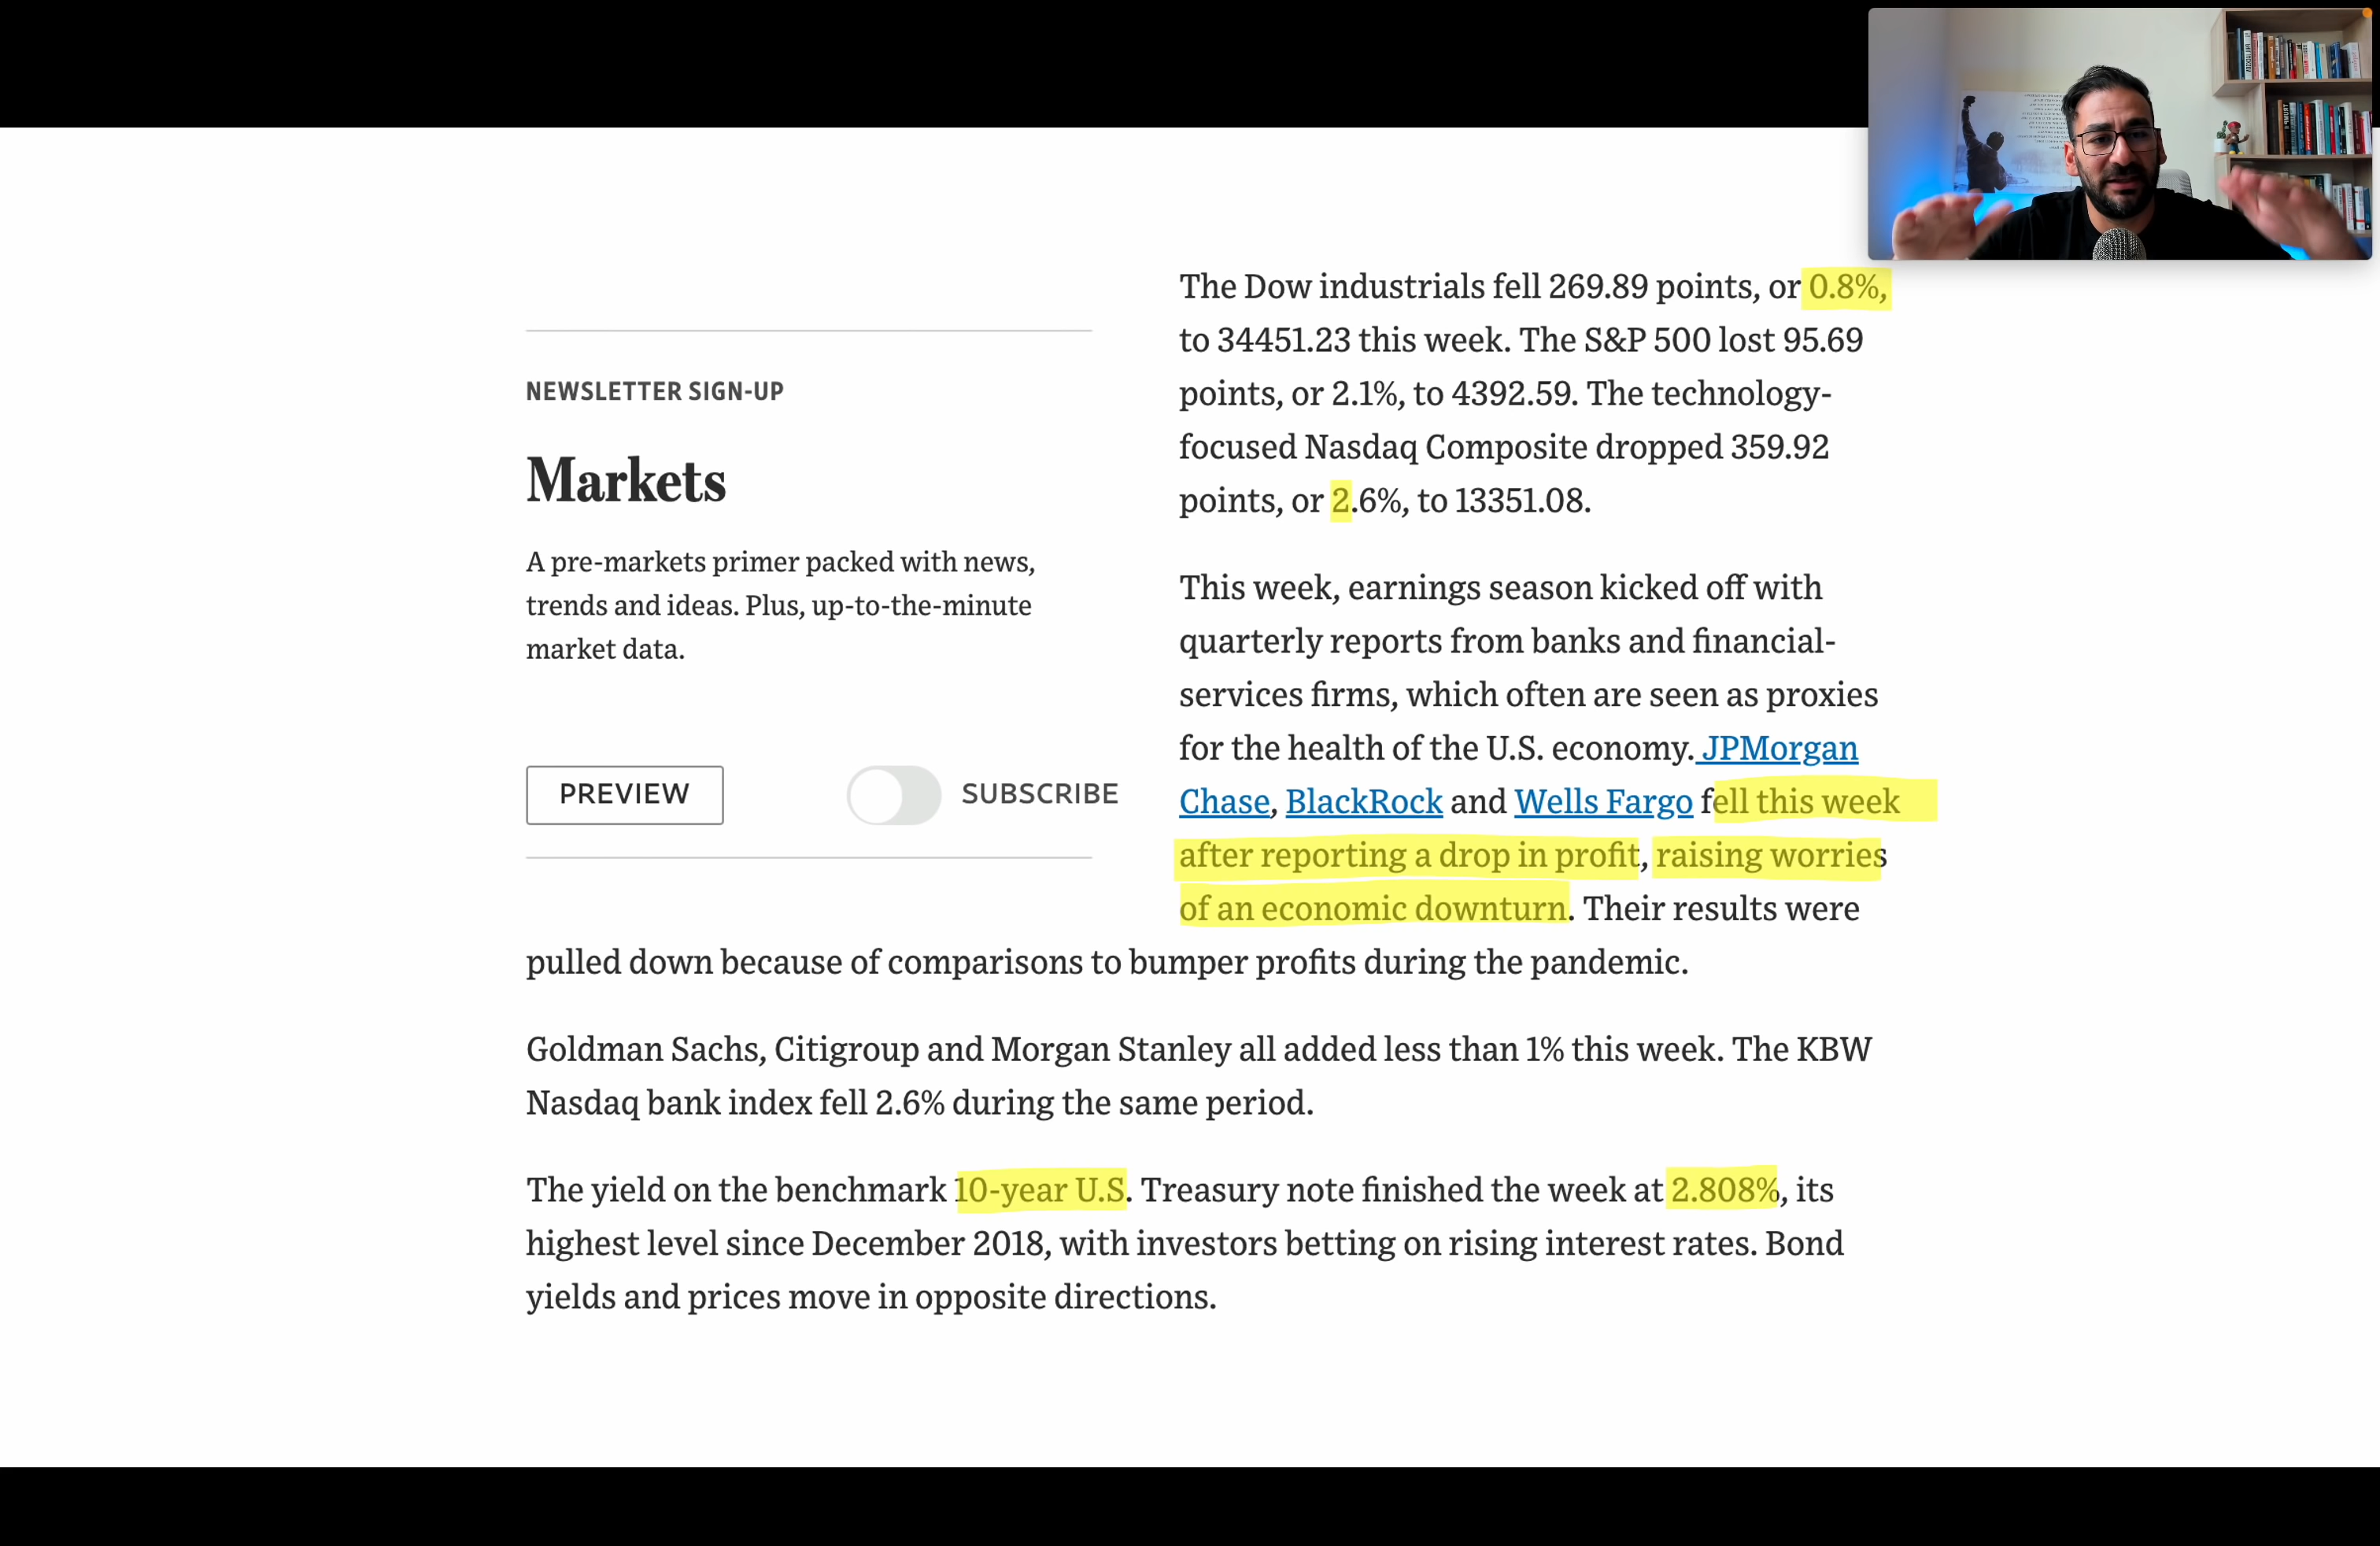 NEWSLETTER SIGN-UP
Markets
A pre-markets primer packed with news,
trends and ideas. Plus, up-to-the-minute
market data.
PREVIEW
SUBSCRIBE
The Dow industrials fell 269.89 points, or 0.8%,
to 34451.23 this week. The S&P 500 lost 95.69
points, or 2.1%, to 4392.59. The technology-
focused Nasdaq Composite dropped 359.92
points, or 2.6%, to 13351.08.
This week, earnings season kicked off with
quarterly reports from banks and financial-
services firms, which often are seen as proxies
for the health of the U.S. economy. JPMorgan
Chase, BlackRock and Wells Fargo fell this week
after reporting a drop in profit, raising worries
of an economic downturn. Their results were
pulled down because of comparisons to bumper profits during the pandemic.
Goldman Sachs, Citigroup and Morgan Stanley all added less than 1% this week. The KBW
Nasdaq bank index fell 2.6% during the same period.
The yield on the benchmark 10-year U.S. Treasury note finished the week at 2.808%, its
highest level since December 2018, with investors betting on rising interest rates. Bond
yields and prices move in opposite directions.